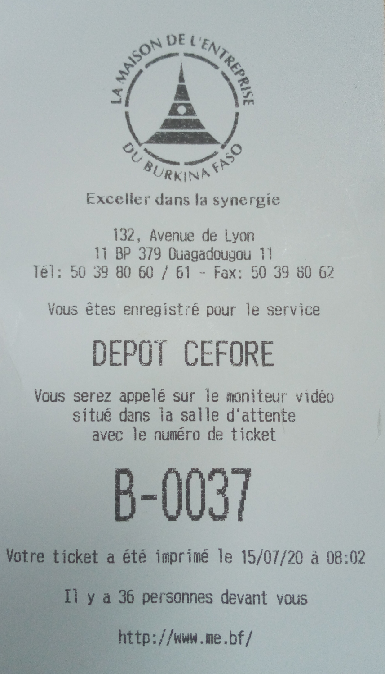 LA MAISON DE L'ENTREPRISE
DU BURKINA FASO
Exceller dans la synergie
132, Avenue de Lyon
11 BP 379 Ouagadougou 11
Tél: 50 39 80 60 / 61 - Fax: 50 39 80 62
Vous êtes enregistré pour le service
DEPOT CEFORE
Vous serez appelé sur le moniteur vidéo
situé dans la salle d'attente
avec le numéro de ticket
B-0037
Votre ticket a été imprimé le 15/07/20 à 08:02
Il y a 36 personnes devant vous
http://www.me.bf/